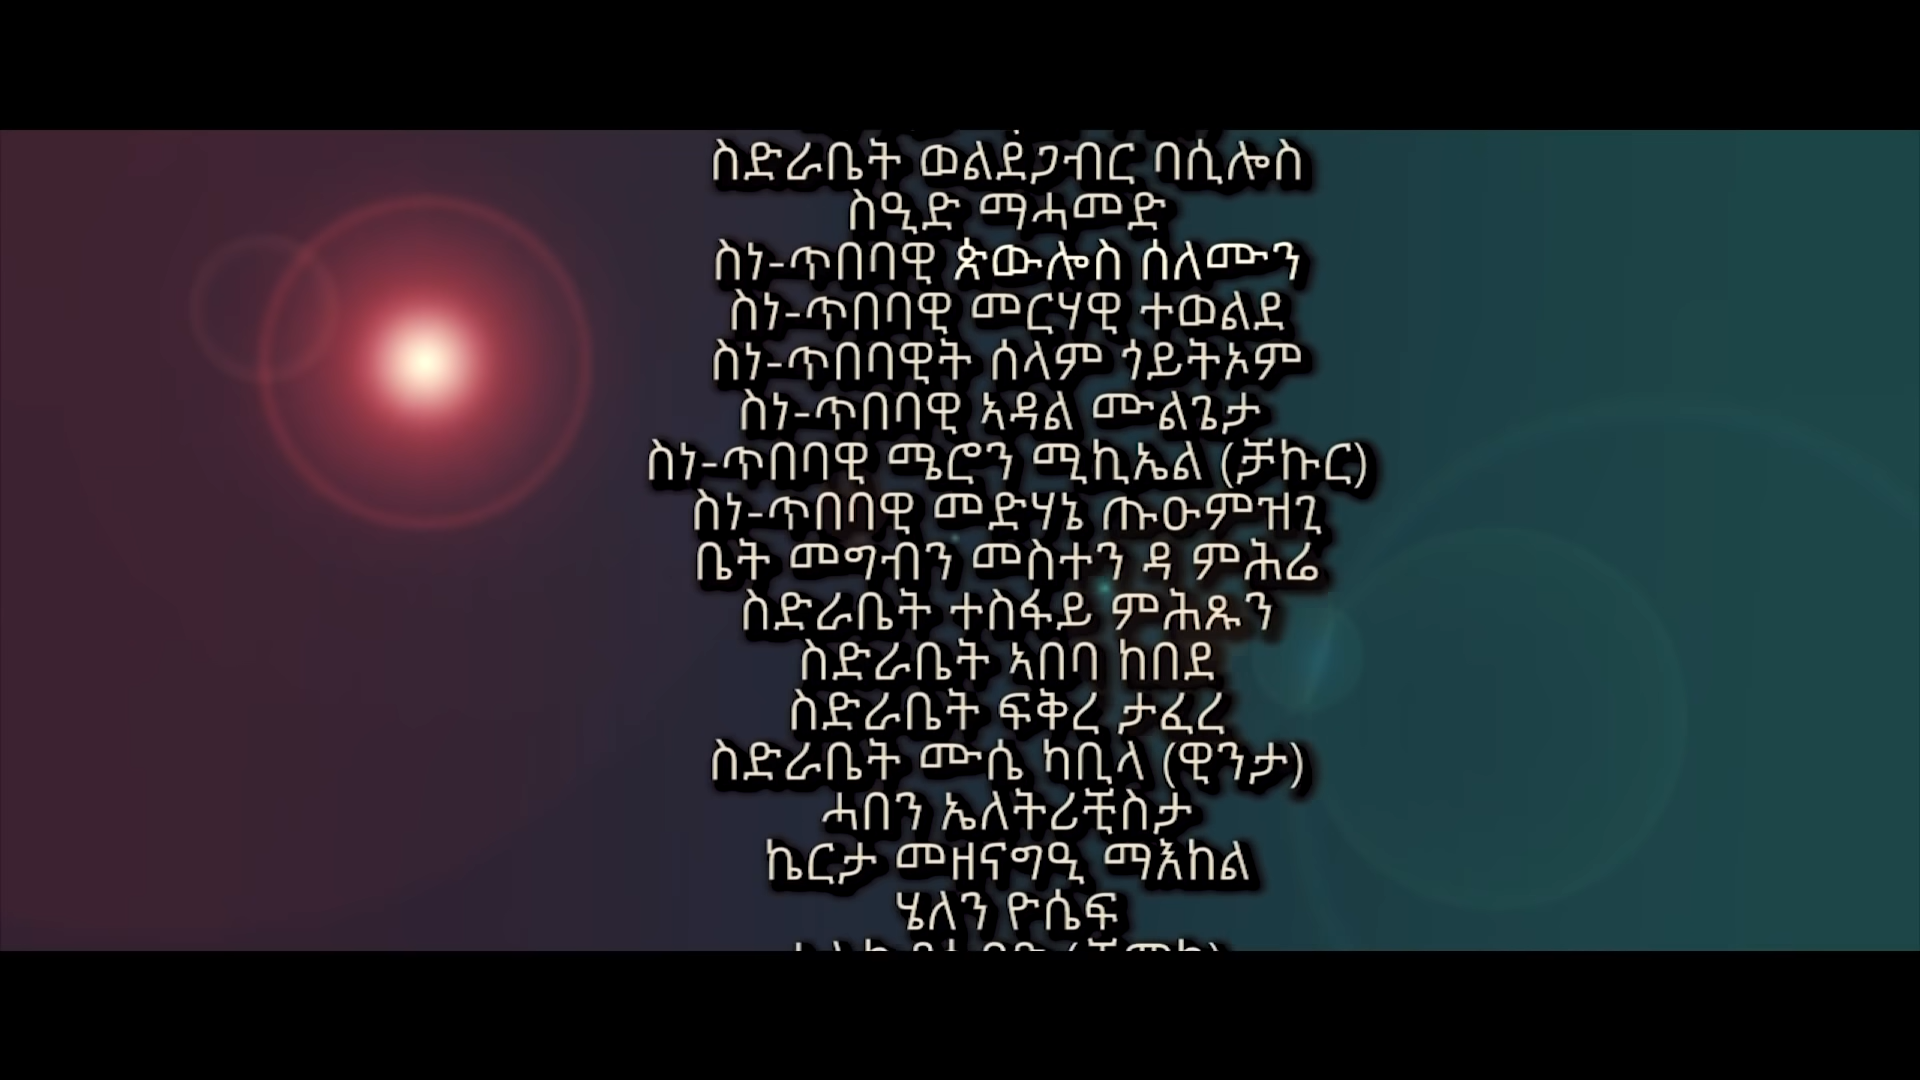 ስድራቤት ወልደጋብር ባሲሎስ
ስዒድ ማሓመድ
ስነ-ጥበባዊ ጳውሎስ ሰለሙን
ስነ-ጥበባዊ መርሃዊ ተወልደ
ስነ-ጥበባዊት ሰላም ጎይትኦም
ስነ-ጥበባዊ ኣዳል ሙልጌታ
ስነ-ጥበባዊ ሜሮን ሚኪኤል (ቻኩር)
ስነ-ጥበባዊ መድሃኔ ጡዑምዝጊ
ቤት መግብን መስተን ዳ ምሕሬ
ስድራቤት ተስፋይ ምሕጹን
ስድራቤት ኣበባ ከበደ
ስድራቤት ፍቅረ ታፈረ
ስድራቤት ሙሴ ካቢላ (ዊንታ)
ሓበን ኤለትሪቺስታ
ኬርታ መዘናግዒ ማእከል
ሄለን ዮሴፍ